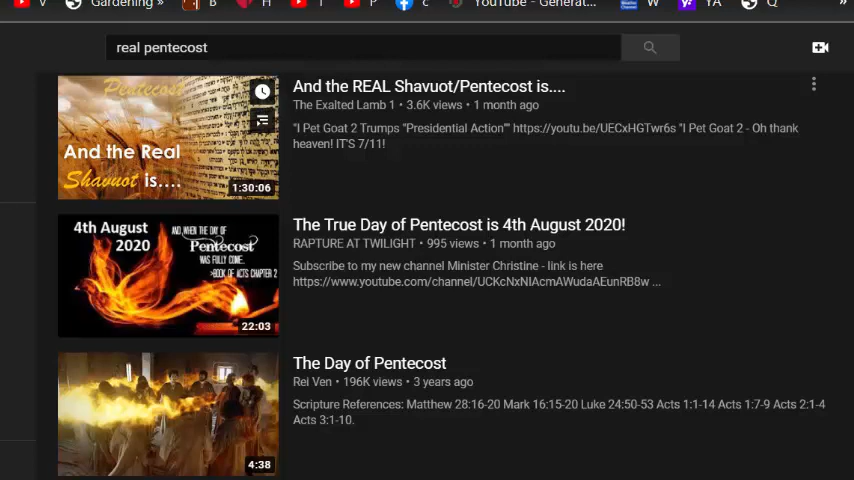 V
Gardening »
B
H
T
P
c
YouTube - Generat...
W
YA
Q
»
real pentecost
Pentecost
And the Real
Shavuot is....
1:30:06
And the REAL Shavuot/Pentecost is....
The Exalted Lamb 1 • 3.6K views • 1 month ago
"I Pet Goat 2 Trumps "Presidential Action"" https://youtu.be/UECxHGTwr6s "I Pet Goat 2 - Oh thank
heaven! IT'S 7/11!
4th August
2020
AND WHEN THE DAY OF
Pentecost
WAS FULLY COME...
>BOOK OF ACTS CHAPTER 2
22:03
The True Day of Pentecost is 4th August 2020!
RAPTURE AT TWILIGHT • 995 views • 1 month ago
Subscribe to my new channel Minister Christine - link is here
https://www.youtube.com/channel/UCKcNxNIAcmAWudaAEunRB8w ...
4:38
The Day of Pentecost
Rei Ven • 196K views • 3 years ago
Scripture References: Matthew 28:16-20 Mark 16:15-20 Luke 24:50-53 Acts 1:1-14 Acts 1:7-9 Acts 2:1-4
Acts 3:1-10.